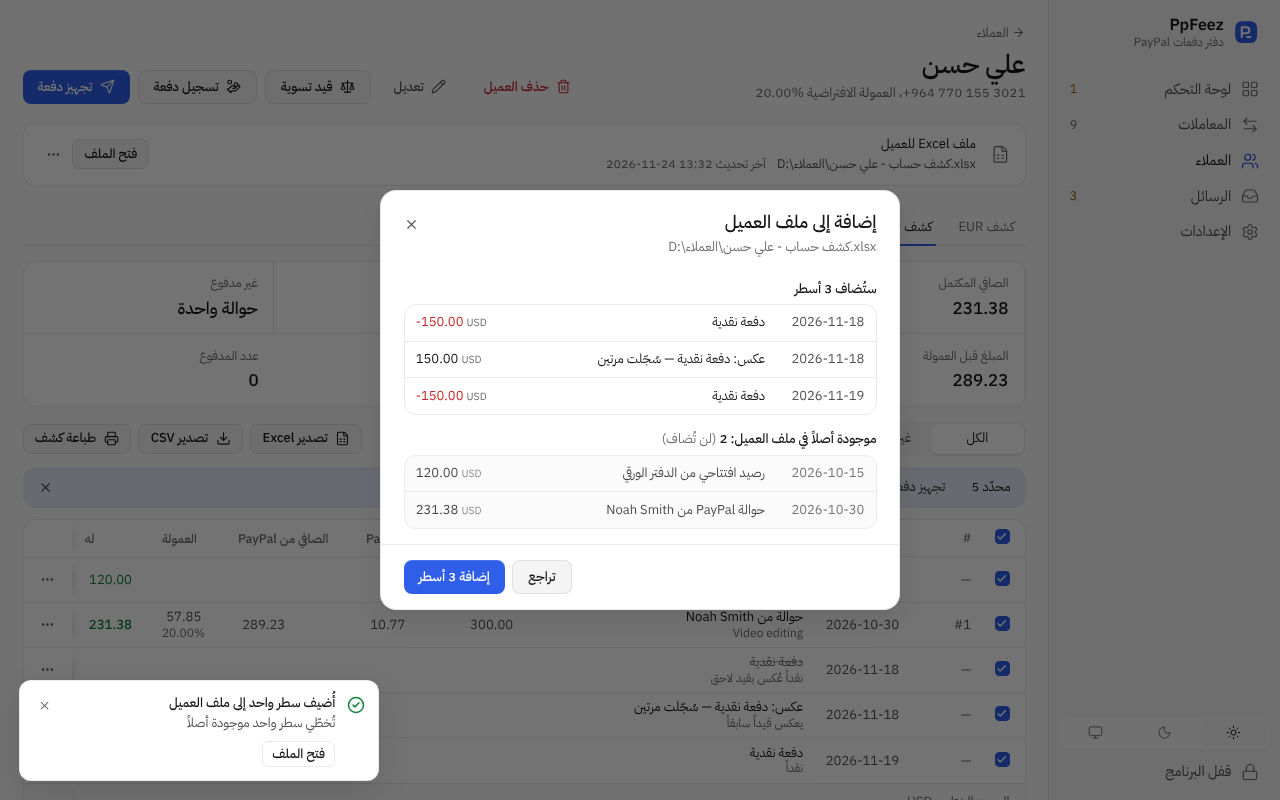 PpFeez
دفتر دفعات PayPal
لوحة التحكم
1
المعاملات
9
العملاء
الرسائل
3
الإعدادات
قفل البرنامج
العملاء
علي حسن
+964 770 155 3021، العمولة الافتراضية 20.00%
حذف العميل
تعديل
قيد تسوية
تسجيل دفعة
تجهيز دفعة
ملف Excel للعميل
D:\العملاء\كشف حساب - علي حسن.xlsx آخر تحديث 2026-11-24 13:32
فتح الملف
كشف EUR
كشف
الصافي المكتمل
231.38
غير مدفوع
حوالة واحدة
المبلغ قبل العمولة
289.23
عدد المدفوع
0
الكل
تصدير Excel
تصدير CSV
طباعة كشف
محدّد 5
إضافة إلى ملف العميل
D:\العملاء\كشف حساب - علي حسن.xlsx
ستُضاف 3 أسطر
2026-11-18 دفعة نقدية -150.00 USD
2026-11-18 عكس: دفعة نقدية — سُجّلت مرتين 150.00 USD
2026-11-19 دفعة نقدية -150.00 USD
موجودة أصلاً في ملف العميل: 2 (لن تُضاف)
2026-10-15 رصيد افتتاحي من الدفتر الورقي 120.00 USD
2026-10-30 حوالة PayPal من Noah Smith 231.38 USD
تراجع
إضافة 3 أسطر
# الصافي من PayPal العمولة له
— 120.00
#1 2026-10-30 حوالة من Noah Smith 300.00 10.77 289.23 57.85 231.38
Video editing 20.00%
— 2026-11-18 دفعة نقدية
نقداً عُكس بقيد لاحق
— 2026-11-18 عكس: دفعة نقدية — سُجّلت مرتين
يعكس قيداً سابقاً
— 2026-11-19 دفعة نقدية
نقداً
أُضيف سطر واحد إلى ملف العميل
تُخطّي سطر واحد موجودة أصلاً
فتح الملف